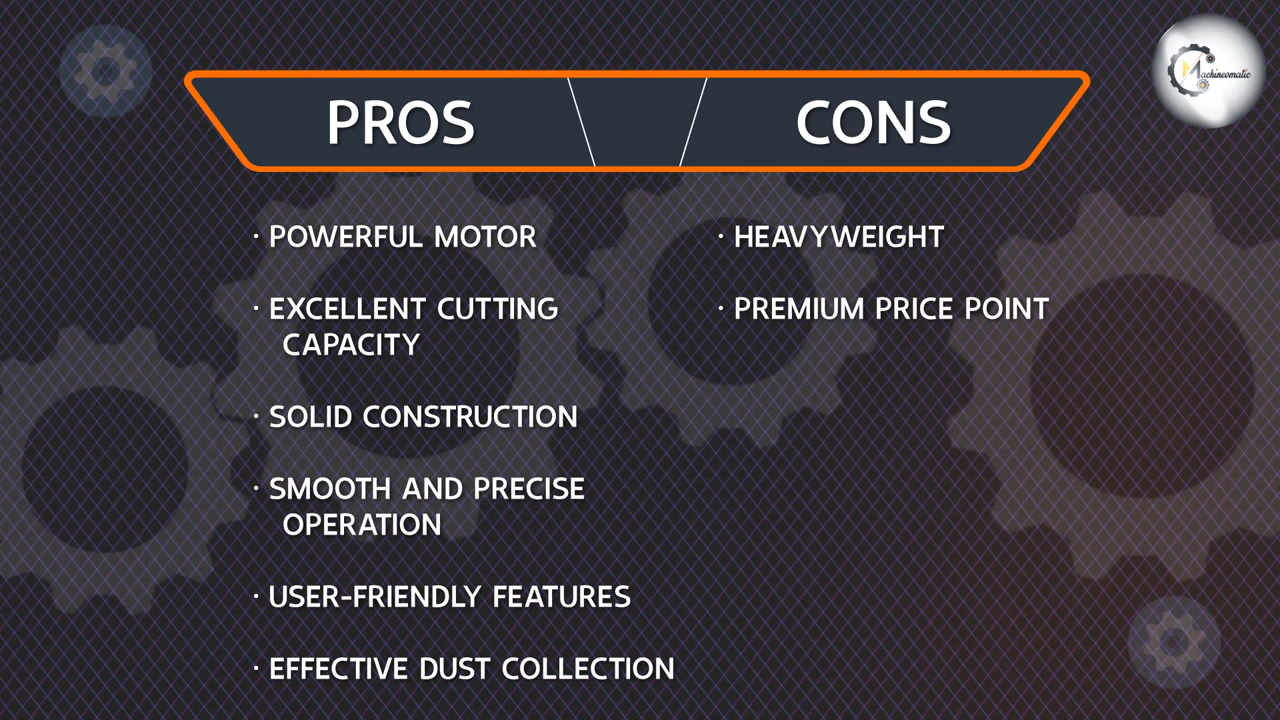 Machineomatic
PROS
CONS
· POWERFUL MOTOR
· EXCELLENT CUTTING
CAPACITY
· SOLID CONSTRUCTION
· SMOOTH AND PRECISE
OPERATION
· USER-FRIENDLY FEATURES
· EFFECTIVE DUST COLLECTION
· HEAVYWEIGHT
· PREMIUM PRICE POINT